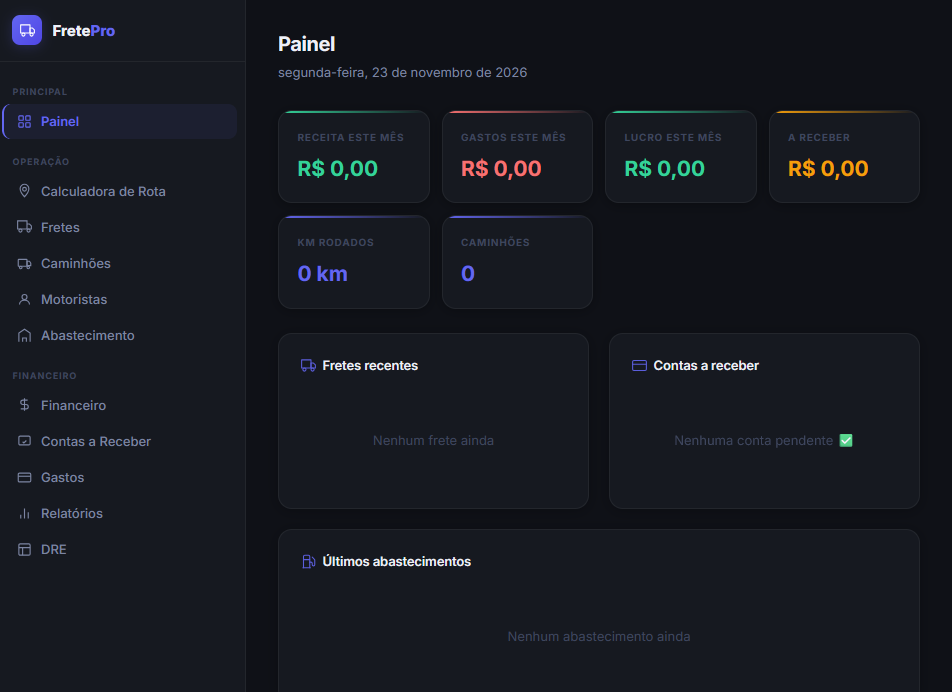 FretePro
PRINCIPAL
Painel
OPERAÇÃO
Calculadora de Rota
Fretes
Caminhões
Motoristas
Abastecimento
FINANCEIRO
Financeiro
Contas a Receber
Gastos
Relatórios
DRE
Painel
segunda-feira, 23 de novembro de 2026
RECEITA ESTE MÊS
R$ 0,00
GASTOS ESTE MÊS
R$ 0,00
LUCRO ESTE MÊS
R$ 0,00
A RECEBER
R$ 0,00
KM RODADOS
0 km
CAMINHÕES
0
Fretes recentes
Nenhum frete ainda
Contas a receber
Nenhuma conta pendente ✅
Últimos abastecimentos
Nenhum abastecimento ainda